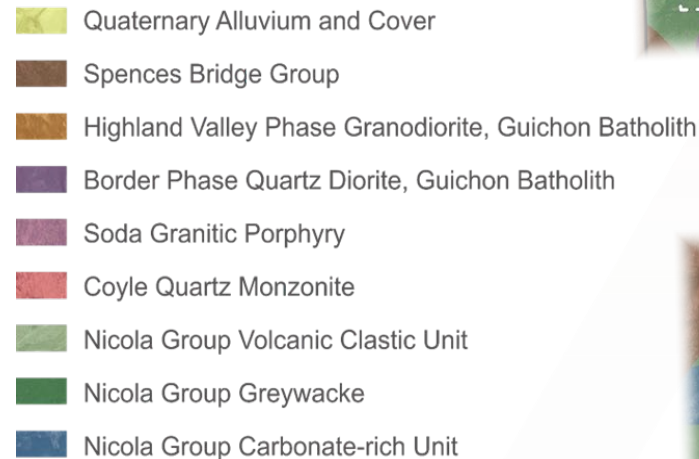 Quaternary Alluvium and Cover
Spences Bridge Group
Highland Valley Phase Granodiorite, Guichon Batholith
Border Phase Quartz Diorite, Guichon Batholith
Soda Granitic Porphyry
Coyle Quartz Monzonite
Nicola Group Volcanic Clastic Unit
Nicola Group Greywacke
Nicola Group Carbonate-rich Unit